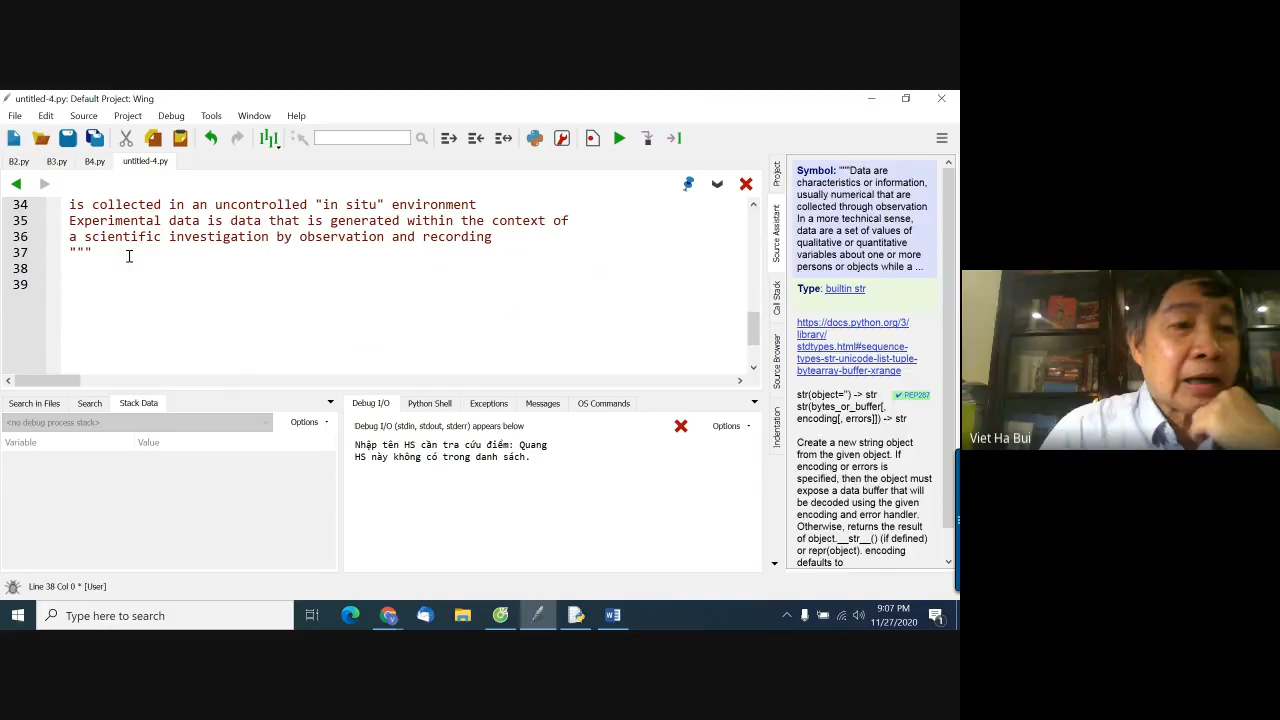 untitled-4.py: Default Project: Wing
File Edit Source Project Debug Tools Window Help
B2.py B3.py B4.py untitled-4.py
34 is collected in an uncontrolled "in situ" environment
35 Experimental data is data that is generated within the context of
36 a scientific investigation by observation and recording
37 """
38
39
Search in Files Search Stack Data
<no debug process stack> Options
Variable Value
Debug I/O Python Shell Exceptions Messages OS Commands
Debug I/O (stdin, stdout, stderr) appears below Options
Nhập tên HS cần tra cứu điểm: Quang
HS này không có trong danh sách.
Project
Source Assistant
Call Stack
Source Browser
Indentation
Symbol: """Data are
characteristics or information,
usually numerical that are
collected through observation
In a more technical sense,
data are a set of values of
qualitative or quantitative
variables about one or more
persons or objects while a ...
Type: builtin str
https://docs.python.org/3/
library/
stdtypes.html#sequence-
types-str-unicode-list-tuple-
bytearray-buffer-xrange
str(object='') -> str ✔ PEP287
str(bytes_or_buffer[,
encoding[, errors]]) -> str
Create a new string object
from the given object. If
encoding or errors is
specified, then the object must
expose a data buffer that will
be decoded using the given
encoding and error handler.
Otherwise, returns the result
of object.__str__() (if defined)
or repr(object). encoding
defaults to
Line 38 Col 0 * [User]
Type here to search
9:07 PM
11/27/2020
1
Viet Ha Bui